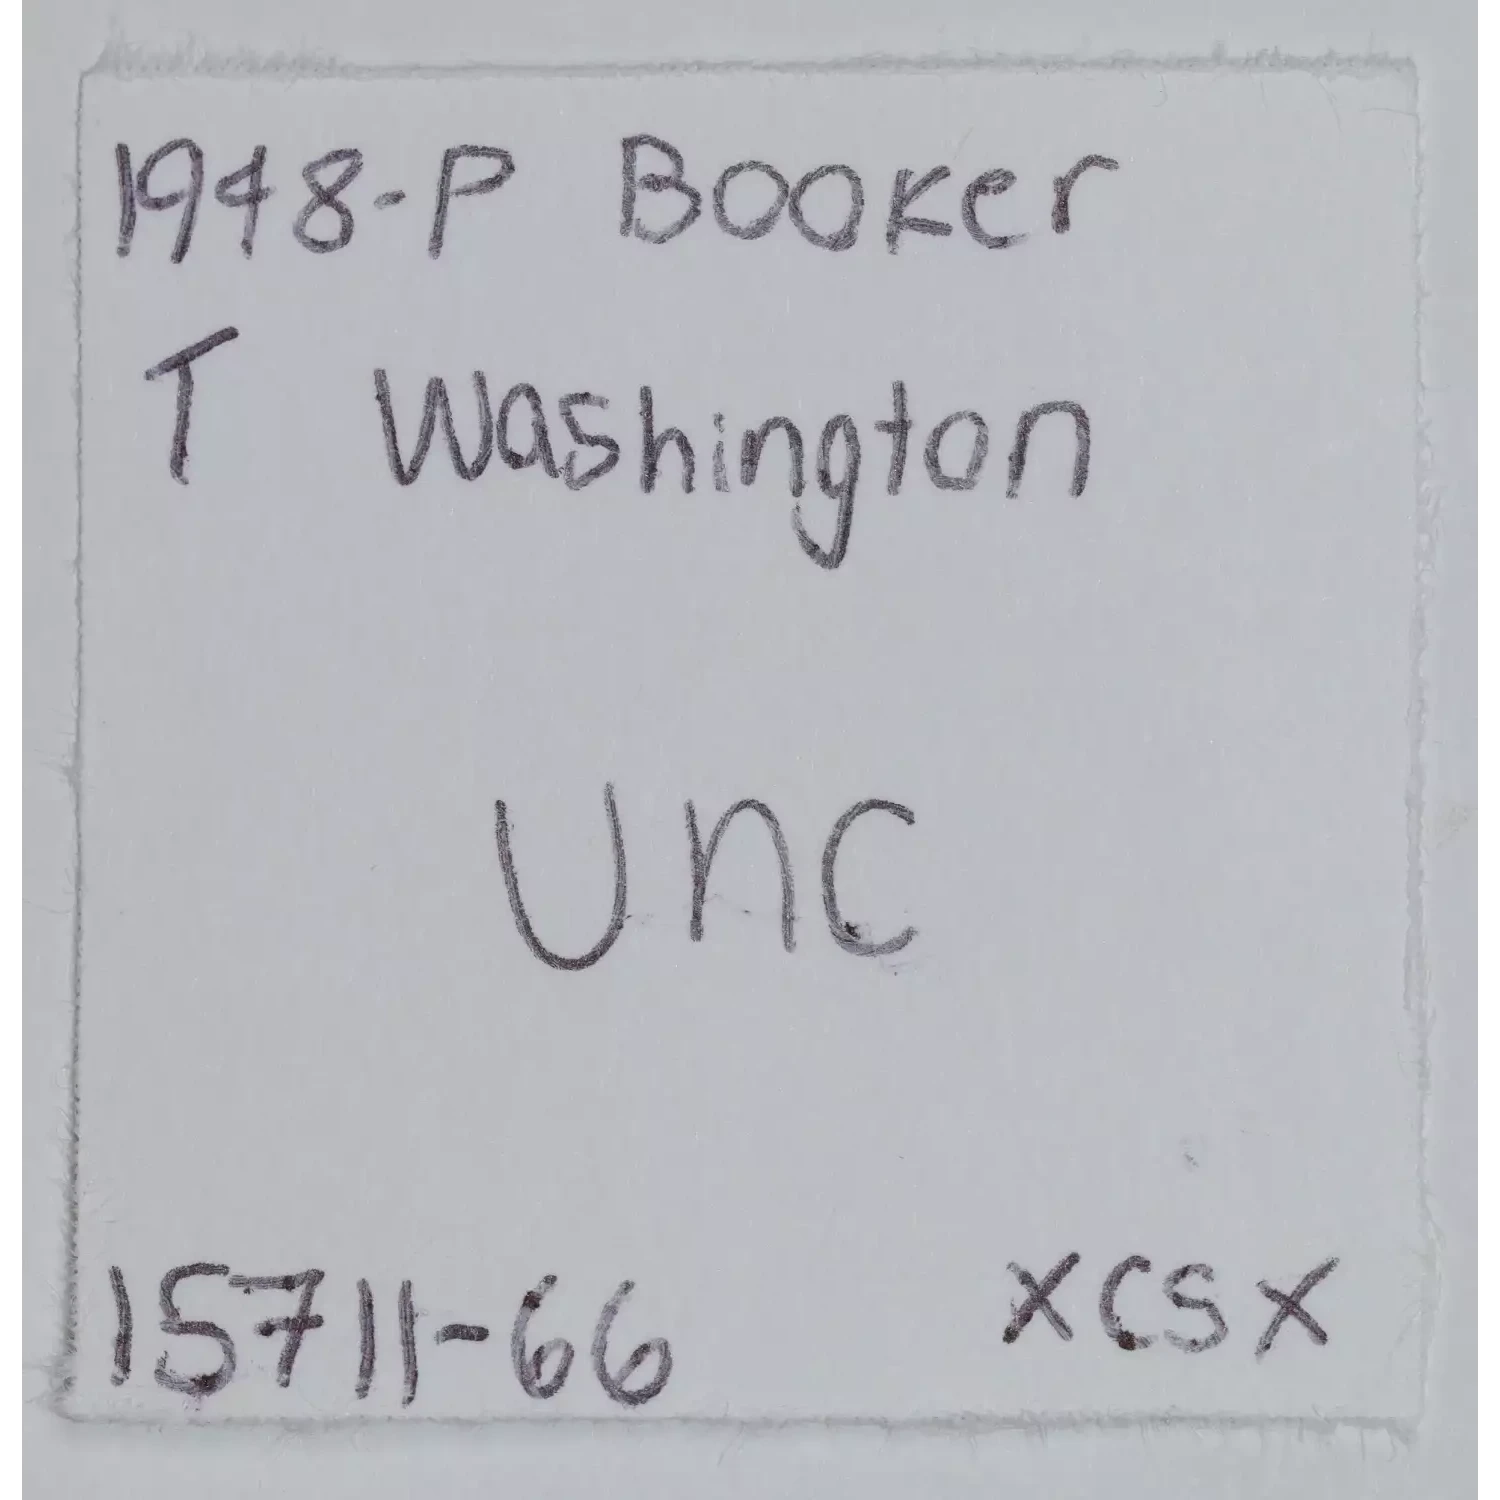 1948-P Booker
T Washington
Unc
15711-66 xcsx